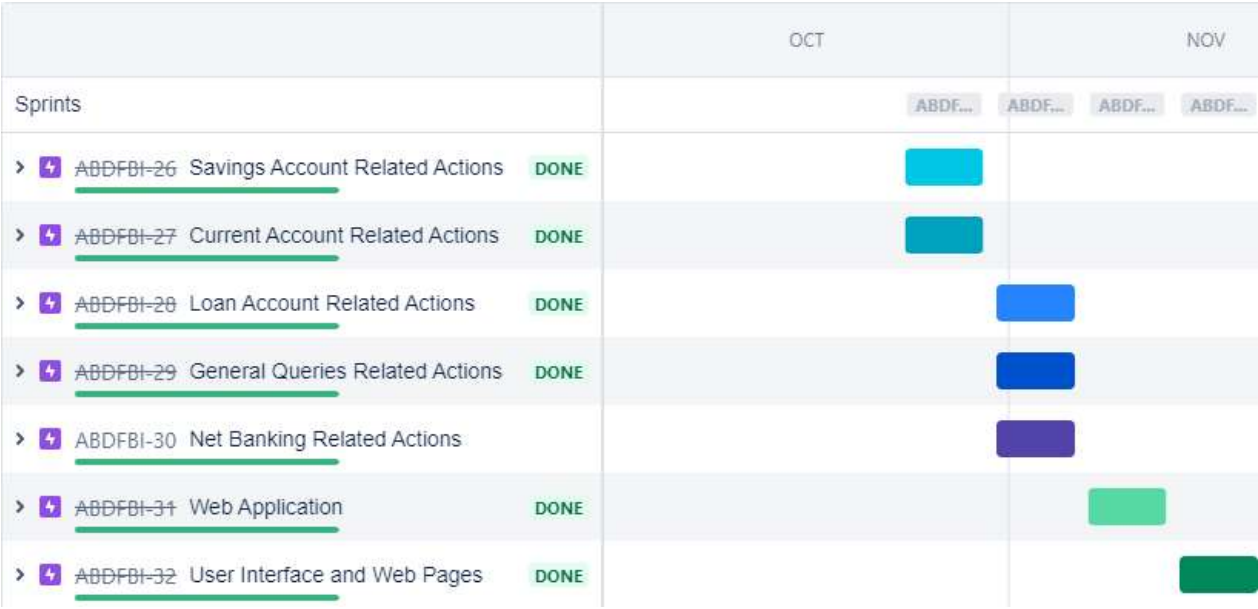 OCT NOV
Sprints ABDF... ABDF... ABDF... ABDF...
ABDFBI-26 Savings Account Related Actions DONE
ABDFBI-27 Current Account Related Actions DONE
ABDFBI-28 Loan Account Related Actions DONE
ABDFBI-29 General Queries Related Actions DONE
ABDFBI-30 Net Banking Related Actions
ABDFBI-31 Web Application DONE
ABDFBI-32 User Interface and Web Pages DONE